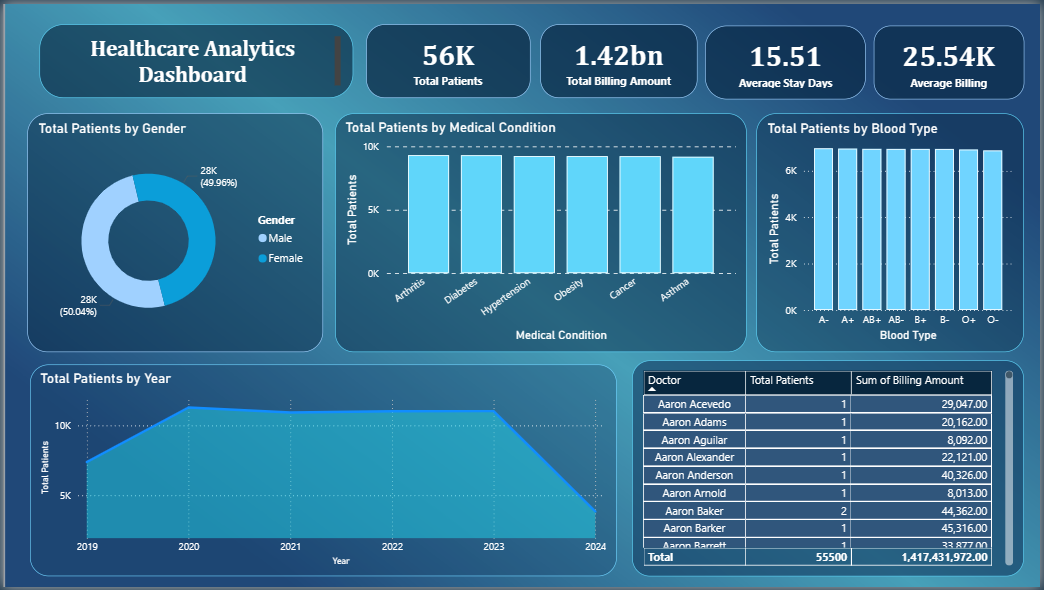 Healthcare Analytics
Dashboard
56K
Total Patients
1.42bn
Total Billing Amount
15.51
Average Stay Days
25.54K
Average Billing
Total Patients by Gender
28K
(49.96%)
28K
(50.04%)
Gender
Male
Female
Total Patients by Medical Condition
Total Patients
10K
5K
0K
Arthritis
Diabetes
Hypertension
Obesity
Cancer
Asthma
Medical Condition
Total Patients by Blood Type
Total Patients
6K
4K
2K
0K
A- A+ AB+ AB- B+ B- O+ O-
Blood Type
Total Patients by Year
Total Patients
10K
5K
2019 2020 2021 2022 2023 2024
Year
Doctor Total Patients Sum of Billing Amount
Aaron Acevedo 1 29,047.00
Aaron Adams 1 20,162.00
Aaron Aguilar 1 8,092.00
Aaron Alexander 1 22,121.00
Aaron Anderson 1 40,326.00
Aaron Arnold 1 8,013.00
Aaron Baker 2 44,362.00
Aaron Barker 1 45,316.00
Aaron Barrett 1 33,877.00
Total 55500 1,417,431,972.00